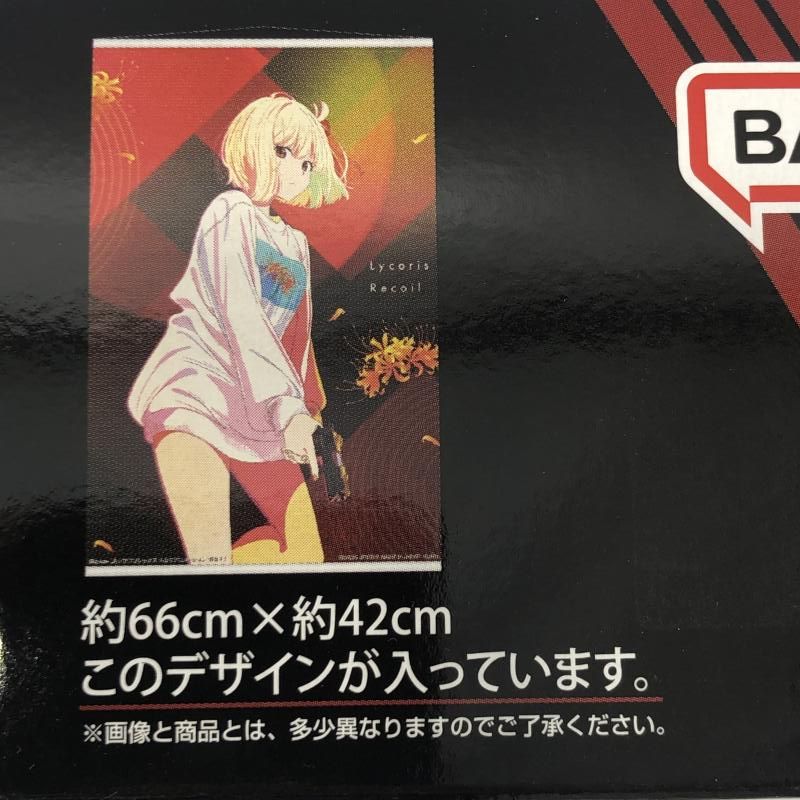 BA
Lycoris
Recoil
約66cm×約42cm
このデザインが入っています。
※画像と商品とは、多少異なりますのでご了承ください。